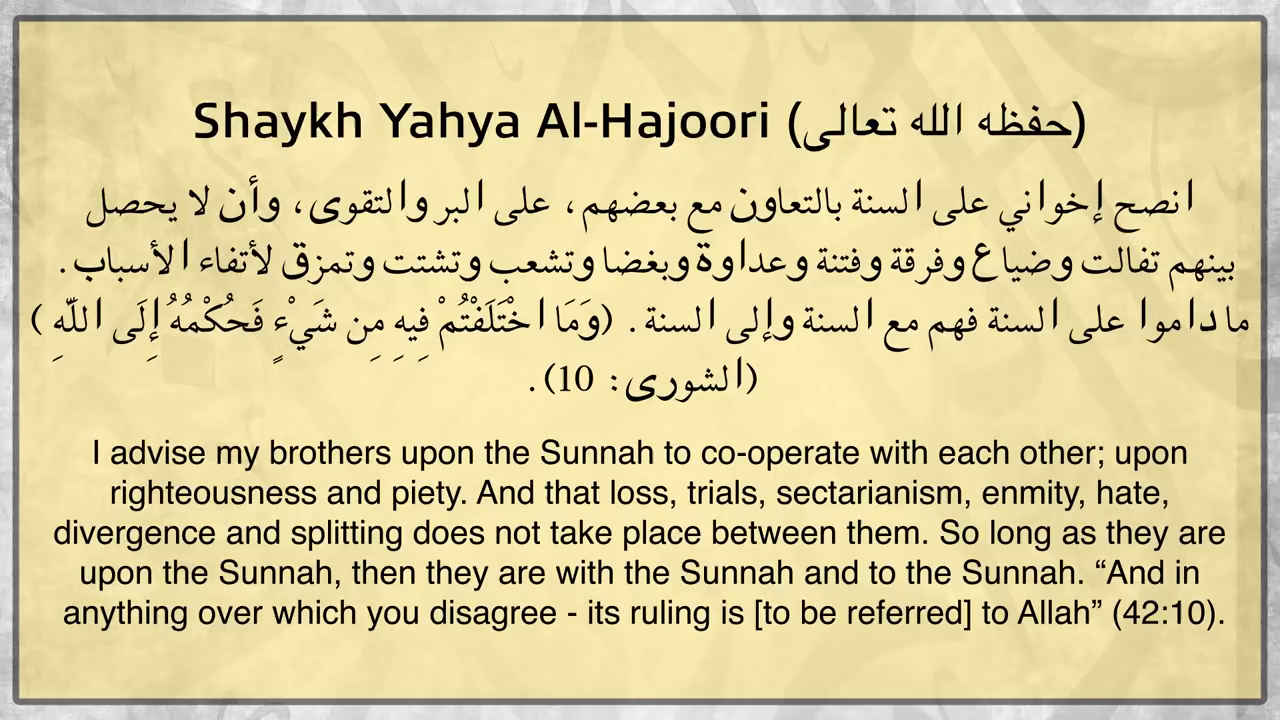 Shaykh Yahya Al-Hajoori (حفظه الله تعالى)
انصح إخواني على السنة بالتعاون مع بعضهم، على البر والتقوى، وأن لا يحصل
بينهم تفالت وضياع وفرقة وفتنة وعداوة وبغضا وتشعب وتشتت وتمزق لأتفاء الأسباب.
ما داموا على السنة فهم مع السنة وإلى السنة. (وَمَا اخْتَلَفْتُمْ فِيهِ مِن شَيْءٍ فَحُكْمُهُ إِلَى اللّهِ)
(الشورى: 10).
I advise my brothers upon the Sunnah to co-operate with each other; upon
righteousness and piety. And that loss, trials, sectarianism, enmity, hate,
divergence and splitting does not take place between them. So long as they are
upon the Sunnah, then they are with the Sunnah and to the Sunnah. “And in
anything over which you disagree - its ruling is [to be referred] to Allah” (42:10).